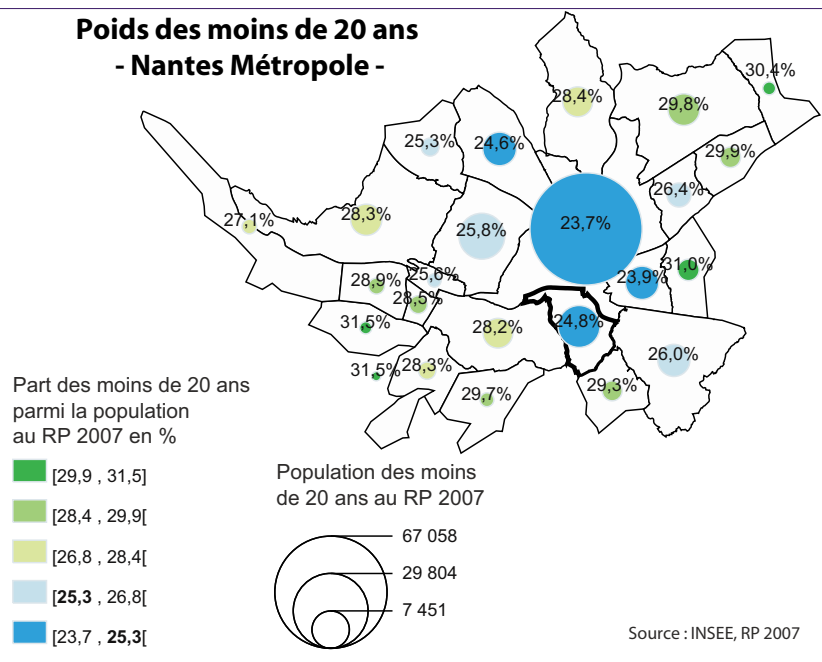 Poids des moins de 20 ans
- Nantes Métropole -
30,4%
28,4%
29,8%
25,3%
24,6%
29,9%
26,4%
27,1%
28,3%
25,8%
23,7%
28,9%
25,6%
23,9%
31,0%
28,5%
31,5%
28,2%
24,8%
26,0%
31,5%
28,3%
29,7%
29,3%
Part des moins de 20 ans
parmi la population
au RP 2007 en %
[29,9 , 31,5]
[28,4 , 29,9[
[26,8 , 28,4[
[25,3 , 26,8[
[23,7 , 25,3[
Population des moins
de 20 ans au RP 2007
67 058
29 804
7 451
Source : INSEE, RP 2007